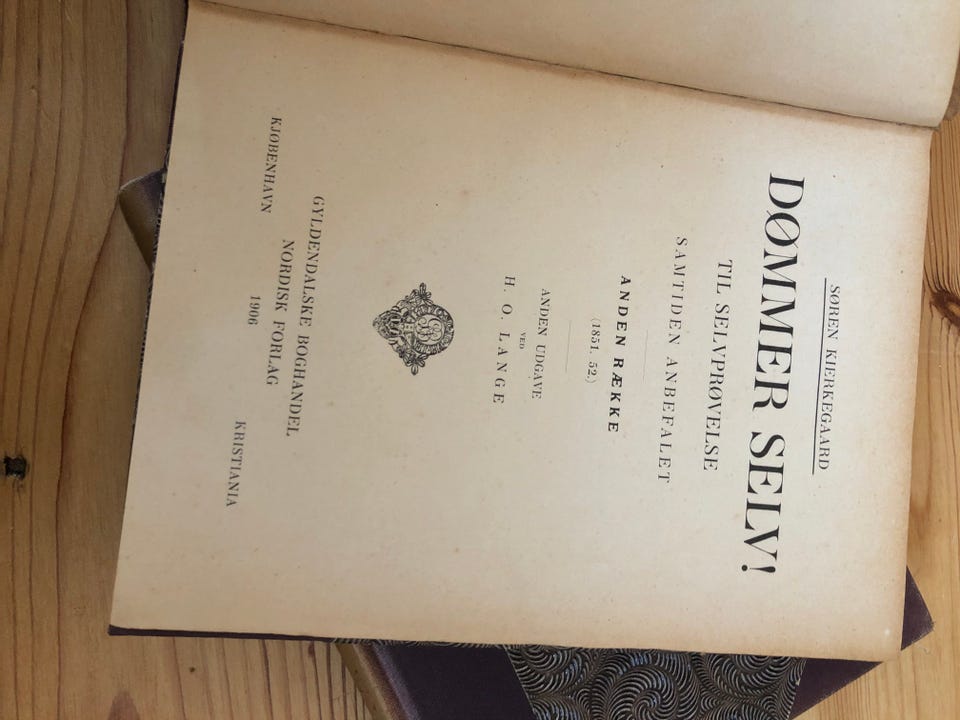 SØREN KIERKEGAARD
DØMMER SELV!
TIL SELVPRØVELSE
SAMTIDEN ANBEFALET
ANDEN RÆKKE
(1851. 52.)
ANDEN UDGAVE
VED
H. O. LANGE
GYLDENDALSKE BOGHANDEL
NORDISK FORLAG
KJØBENHAVN 1906 KRISTIANIA